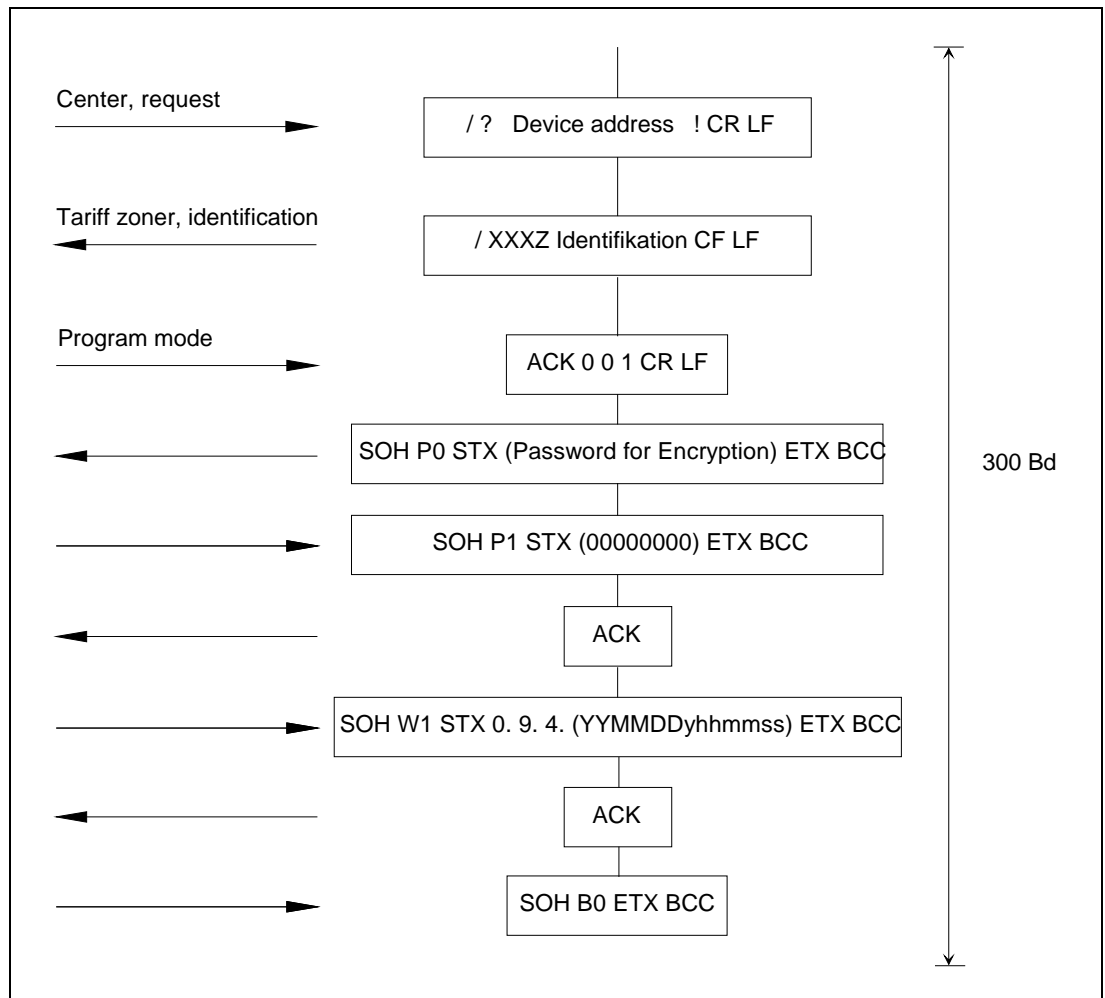 Center, request
/ ? Device address ! CR LF
Tariff zoner, identification
/ XXXZ Identifikation CF LF
Program mode
ACK 0 0 1 CR LF
SOH P0 STX (Password for Encryption) ETX BCC
300 Bd
SOH P1 STX (00000000) ETX BCC
ACK
SOH W1 STX 0. 9. 4. (YYMMDDyhhmmss) ETX BCC
ACK
SOH B0 ETX BCC